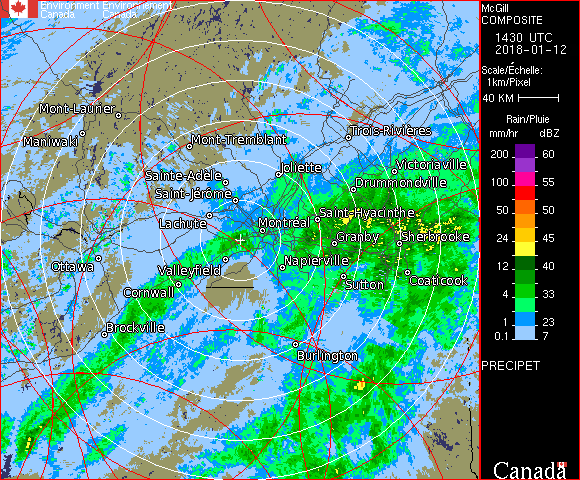 Environment Environnement
Canada Canada
McGill
COMPOSITE
1430 UTC
2018-01-12
Scale/Échelle:
1km/Pixel
40 KM
Rain/Pluie
mm/hr dBZ
200 60
100 55
50 50
24 45
12 40
4 33
1 23
0.1 7
PRECIPET
Canada
Mont-Laurier
Maniwaki
Mont-Tremblant
Trois-Rivières
Joliette
Victoriaville
Sainte-Adèle
Drummondville
Saint-Jérôme
Lachute
Saint-Hyacinthe
Montréal
Granby
Sherbrooke
Ottawa
Valleyfield
Napierville
Cornwall
Sutton
Coaticook
Brockville
Burlington